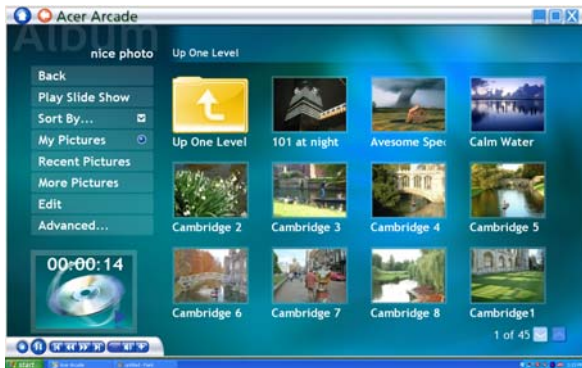 Acer Arcade
Album
nice photo
Up One Level
Back
Play Slide Show
Sort By...
My Pictures
Recent Pictures
More Pictures
Edit
Advanced...
00:00:14
Up One Level
101 at night
Avesome Spec
Calm Water
Cambridge 2
Cambridge 3
Cambridge 4
Cambridge 5
Cambridge 6
Cambridge 7
Cambridge 8
Cambridge1
1 of 45
start